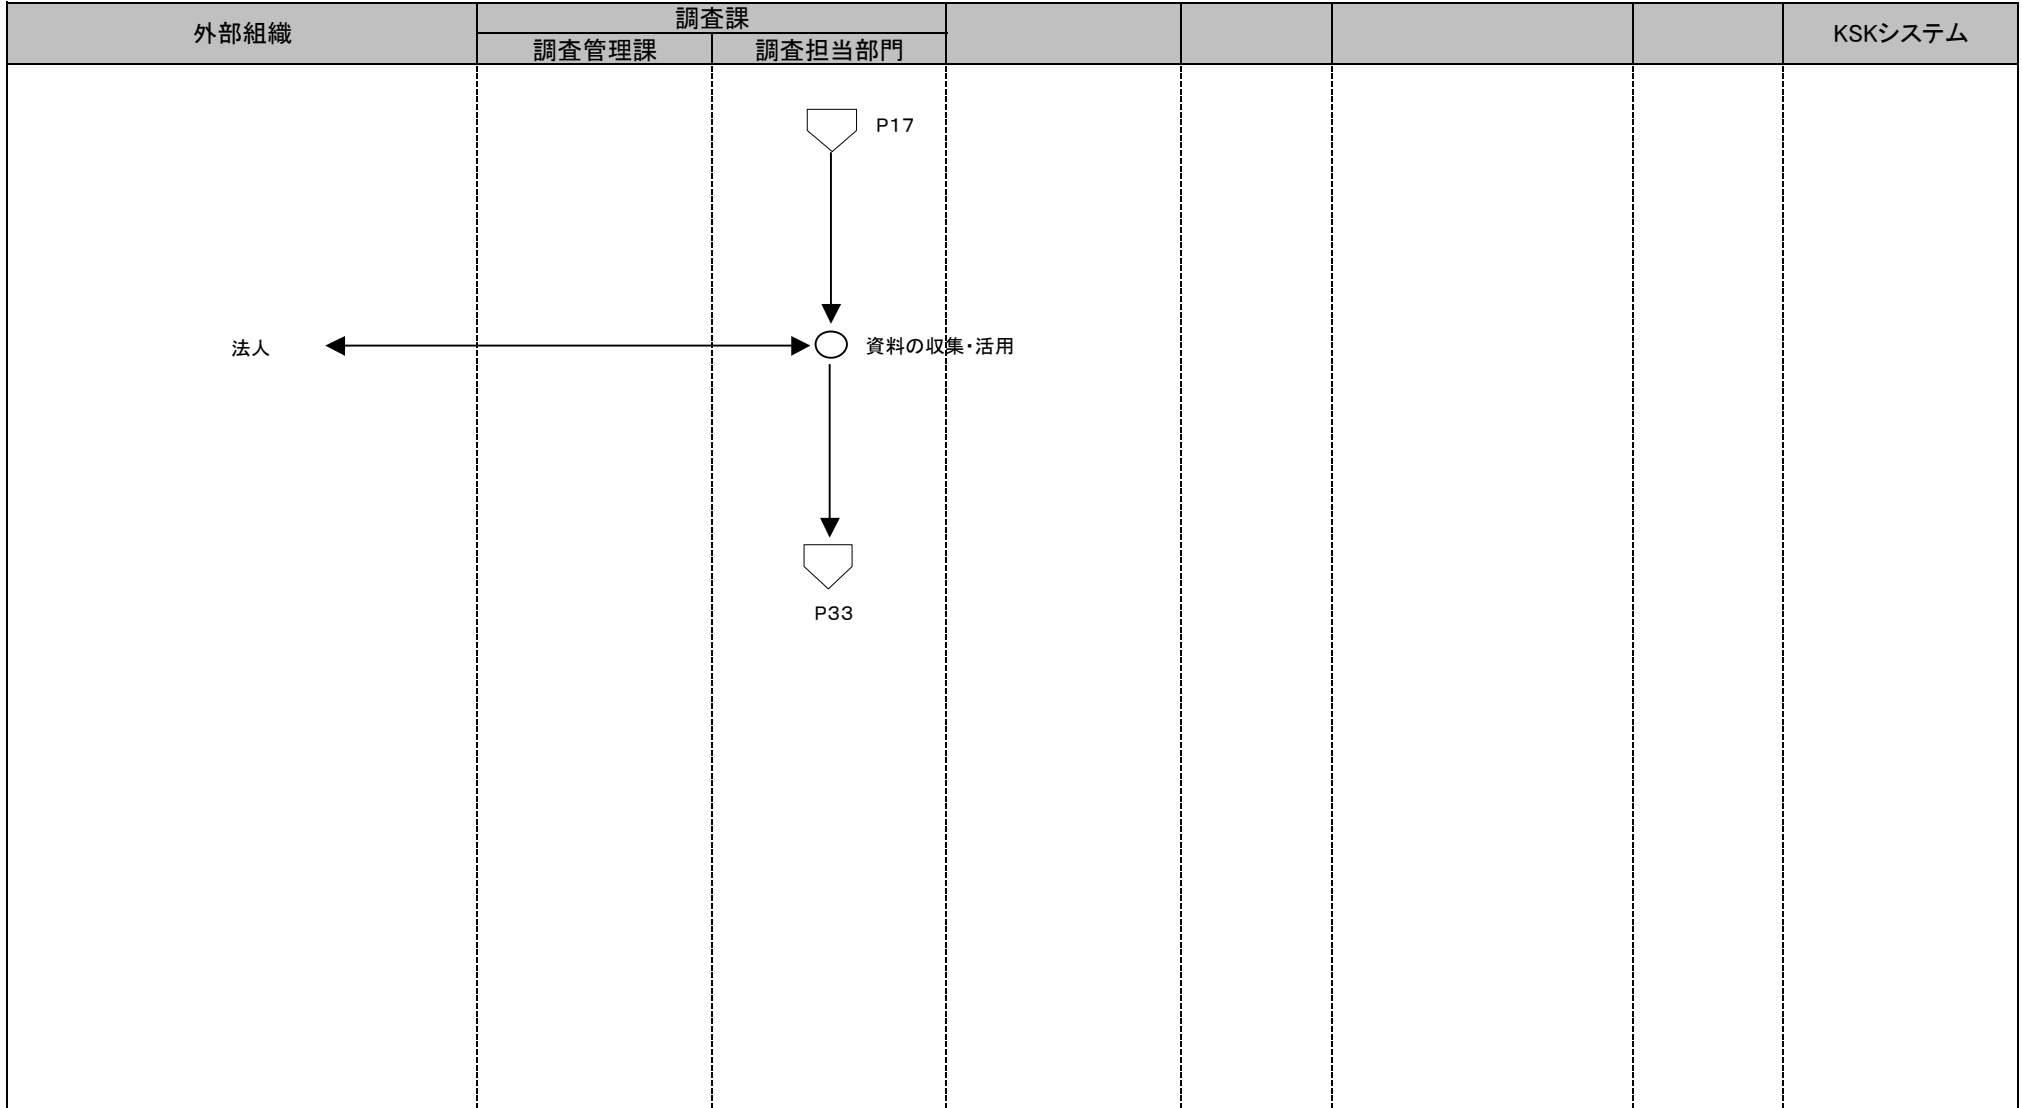 外部組織
調査課
調査管理課
調査担当部門
KSKシステム
P17
法人
資料の収集・活用
P33